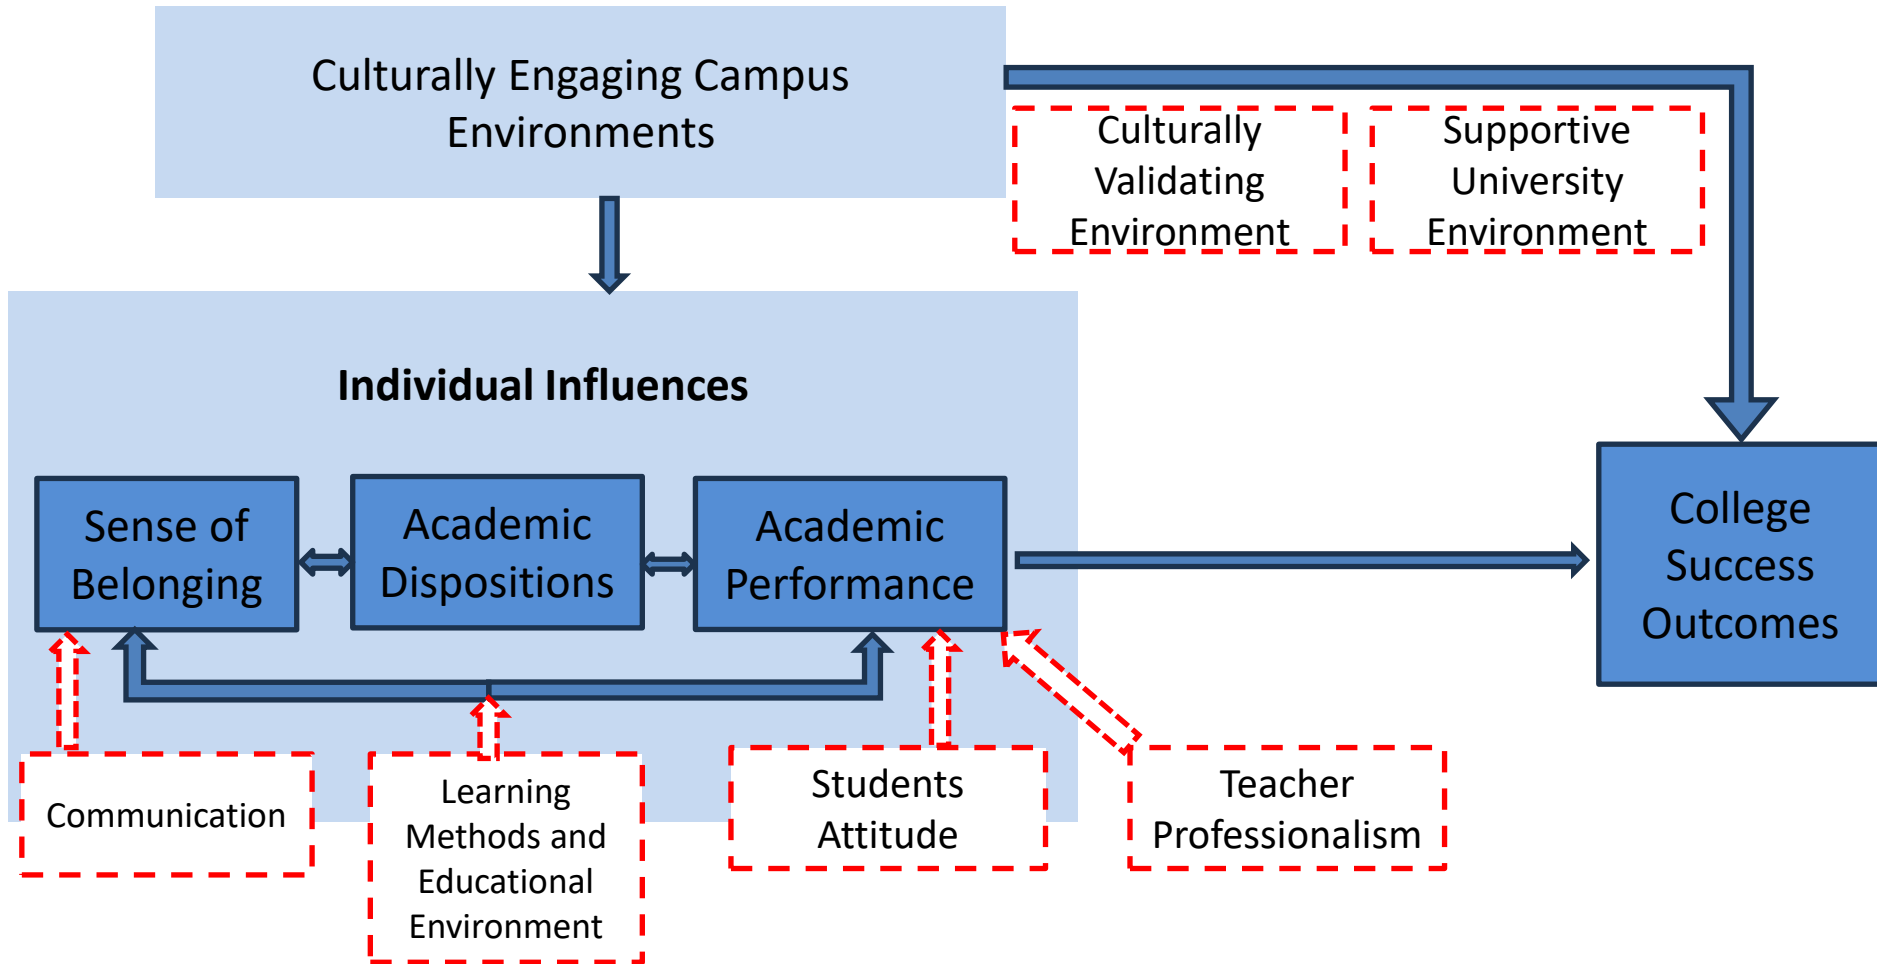 Culturally Engaging Campus
Environments
Culturally
Validating
Environment
Supportive
University
Environment
Individual Influences
Sense of
Belonging
Academic
Dispositions
Academic
Performance
College
Success
Outcomes
Communication
Learning
Methods and
Educational
Environment
Students
Attitude
Teacher
Professionalism